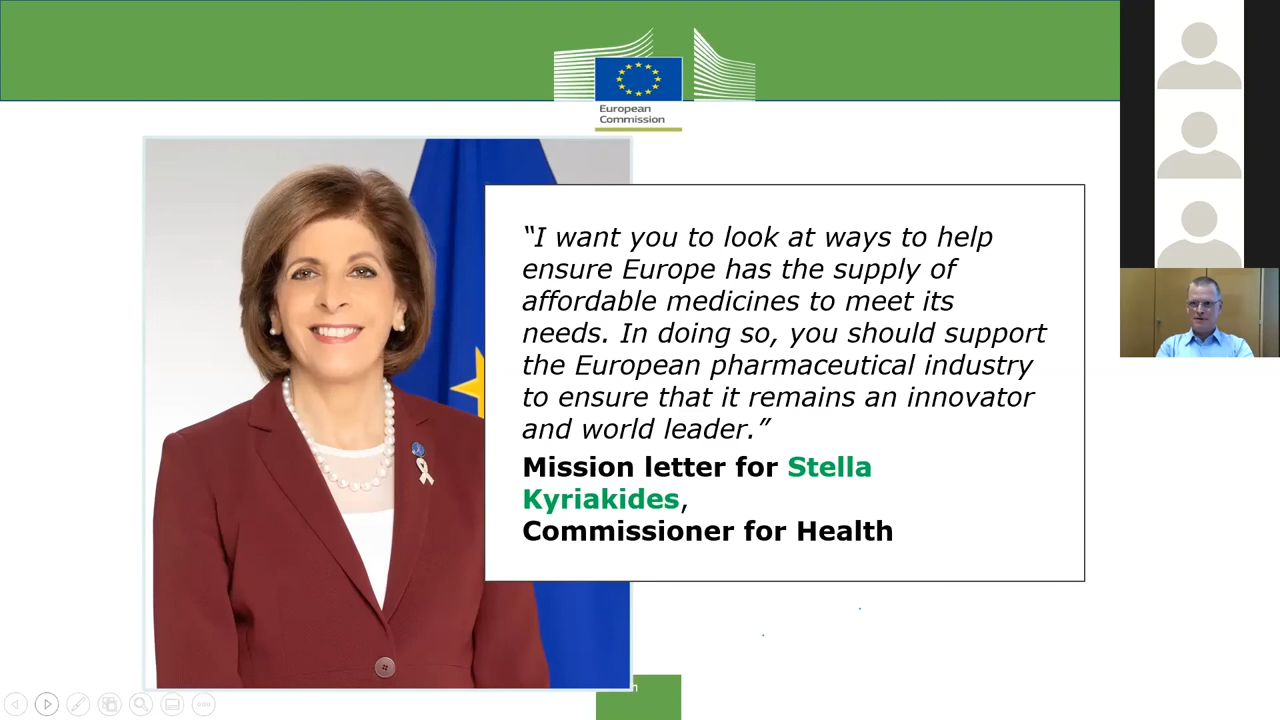 European
Commission
“I want you to look at ways to help
ensure Europe has the supply of
affordable medicines to meet its
needs. In doing so, you should support
the European pharmaceutical industry
to ensure that it remains an innovator
and world leader.”
Mission letter for Stella
Kyriakides,
Commissioner for Health